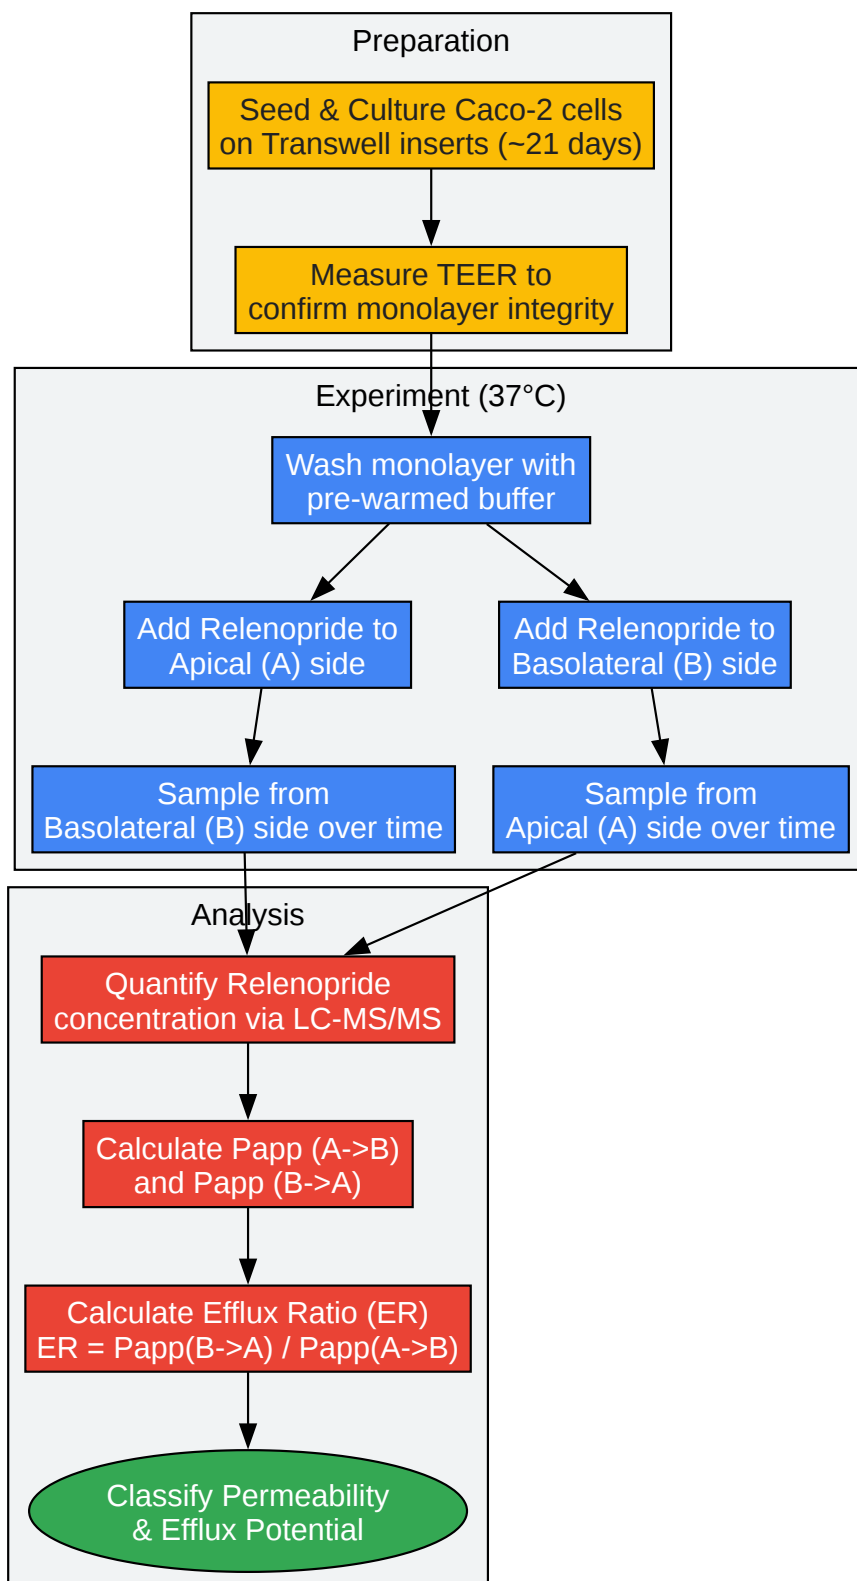 Preparation
Seed & Culture Caco-2 cells
on Transwell inserts (~21 days)
Measure TEER to
confirm monolayer integrity
Experiment (37°C)
Wash monolayer with
pre-warmed buffer
Add Relenopride to
Apical (A) side
Add Relenopride to
Basolateral (B) side
Sample from
Basolateral (B) side over time
Sample from
Apical (A) side over time
Analysis
Quantify Relenopride
concentration via LC-MS/MS
Calculate Papp (A->B)
and Papp (B->A)
Calculate Efflux Ratio (ER)
ER = Papp(B->A) / Papp(A->B)
Classify Permeability
& Efflux Potential